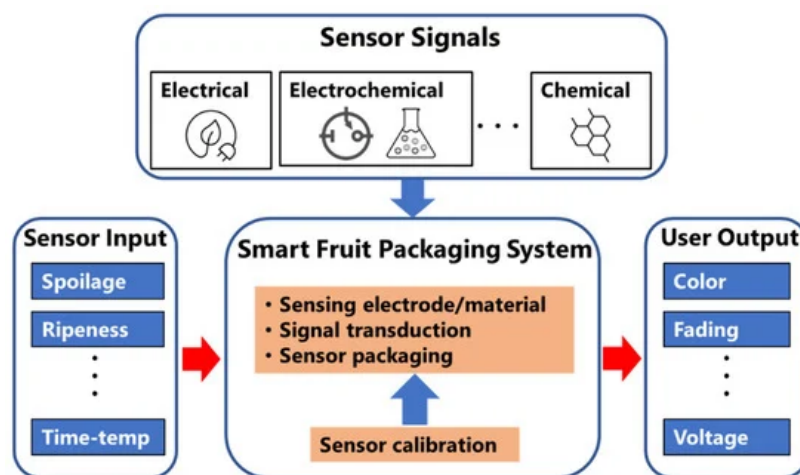 Sensor Signals
Electrical
Electrochemical
. . .
Chemical
Sensor Input
Spoilage
Ripeness
Time-temp
Smart Fruit Packaging System
• Sensing electrode/material
• Signal transduction
• Sensor packaging
Sensor calibration
User Output
Color
Fading
Voltage